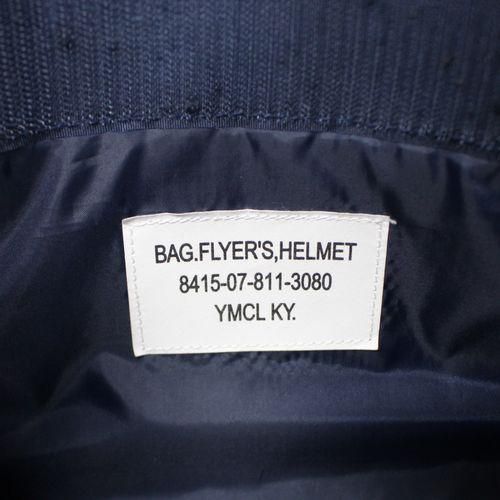 BAG.FLYER'S,HELMET
8415-07-811-3080
YMCL KY.